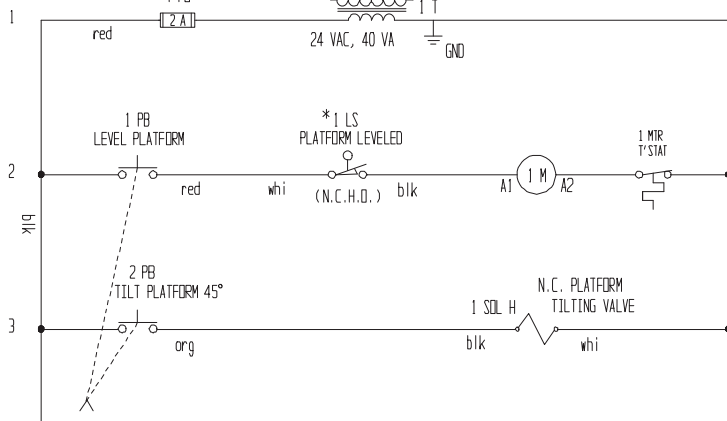 1 T
1
2 A
red
24 VAC, 40 VA
GND
1 PB
LEVEL PLATFORM
*1 LS
PLATFORM LEVELED
1 MTR
T'STAT
2
red
whi
(N.C.H.O.)
blk
A1
1 M
A2
blk
2 PB
TILT PLATFORM 45°
N.C. PLATFORM
TILTING VALVE
1 SOL H
3
org
blk
whi